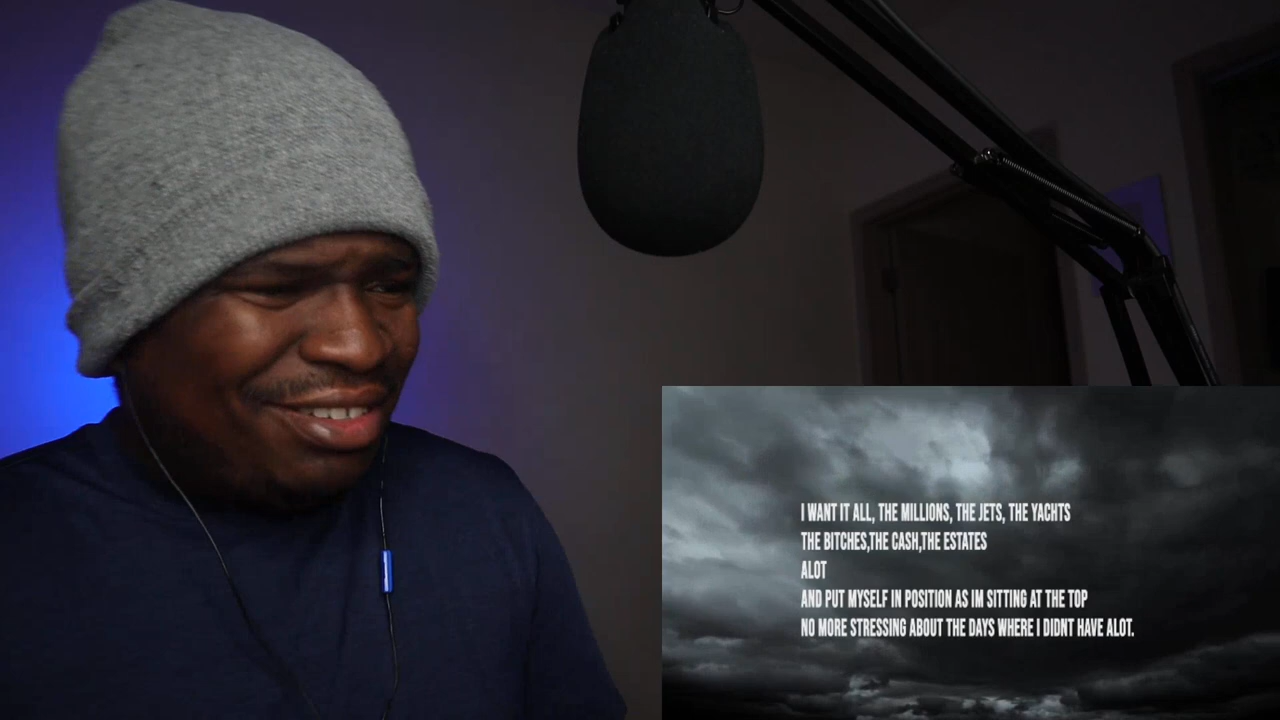 I WANT IT ALL, THE MILLIONS, THE JETS, THE YACHTS
THE BITCHES,THE CASH,THE ESTATES
ALOT
AND PUT MYSELF IN POSITION AS IM SITTING AT THE TOP
NO MORE STRESSING ABOUT THE DAYS WHERE I DIDNT HAVE ALOT.